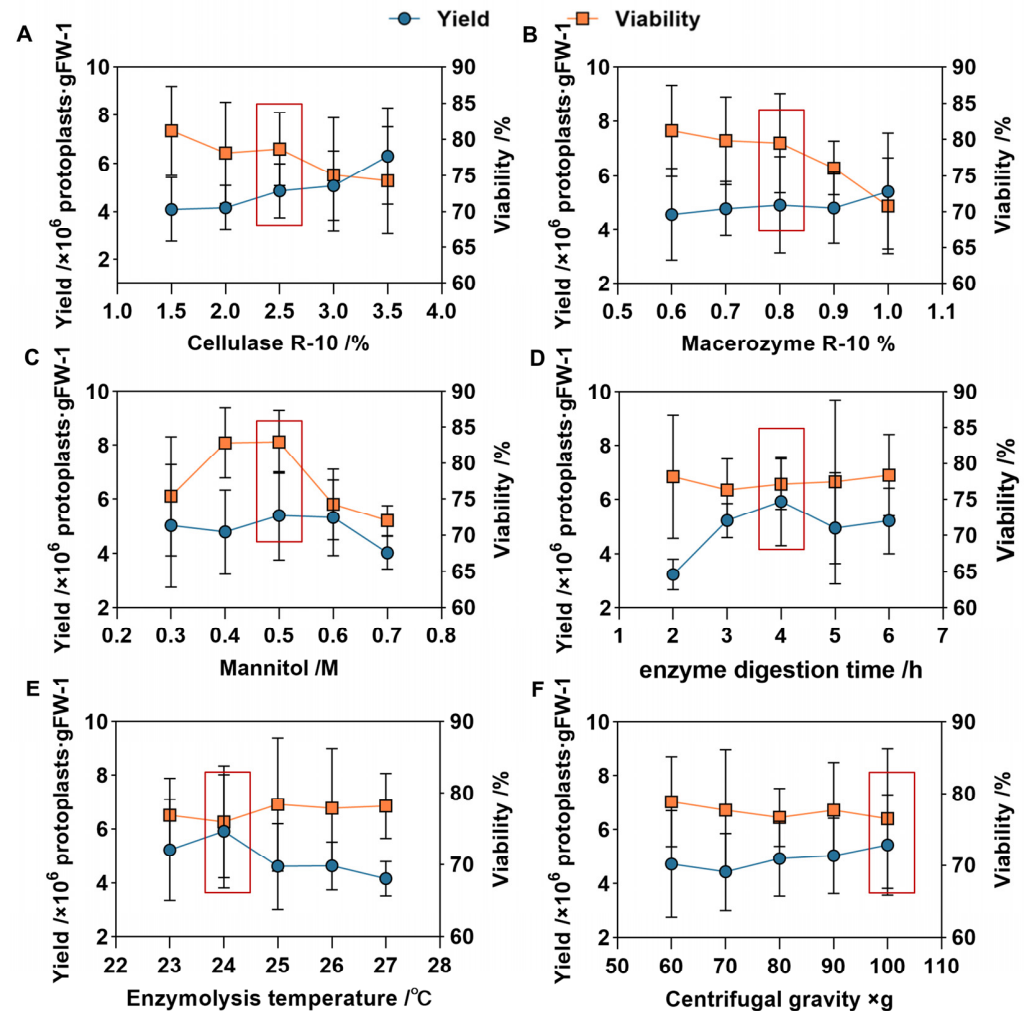 Yield Viability
A
Yield /×10⁶ protoplasts·gFW-1
10
8
6
4
2
90
85
80
75
70
65
60
Viability /%
1.0 1.5 2.0 2.5 3.0 3.5 4.0
Cellulase R-10 /%
B
Yield /×10⁶ protoplasts·gFW-1
10
8
6
4
2
90
85
80
75
70
65
60
Viability /%
0.5 0.6 0.7 0.8 0.9 1.0 1.1
Macerozyme R-10 %
C
Yield /×10⁶ protoplasts·gFW-1
10
8
6
4
2
90
85
80
75
70
65
60
Viability /%
0.2 0.3 0.4 0.5 0.6 0.7 0.8
Mannitol /M
D
Yield /×10⁶ protoplasts·gFW-1
10
8
6
4
2
90
85
80
75
70
65
60
Viability /%
1 2 3 4 5 6 7
enzyme digestion time /h
E
Yield /×10⁶ protoplasts·gFW-1
10
8
6
4
2
90
80
70
60
Viability /%
22 23 24 25 26 27 28
Enzymolysis temperature /℃
F
Yield /×10⁶ protoplasts·gFW-1
10
8
6
4
2
90
80
70
60
Viability /%
50 60 70 80 90 100 110
Centrifugal gravity ×g